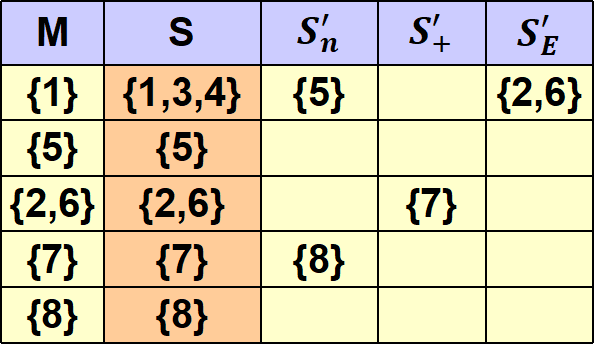 M S S′ₙ S′₊ S′_E
{1} {1,3,4} {5} {2,6}
{5} {5}
{2,6} {2,6} {7}
{7} {7} {8}
{8} {8}